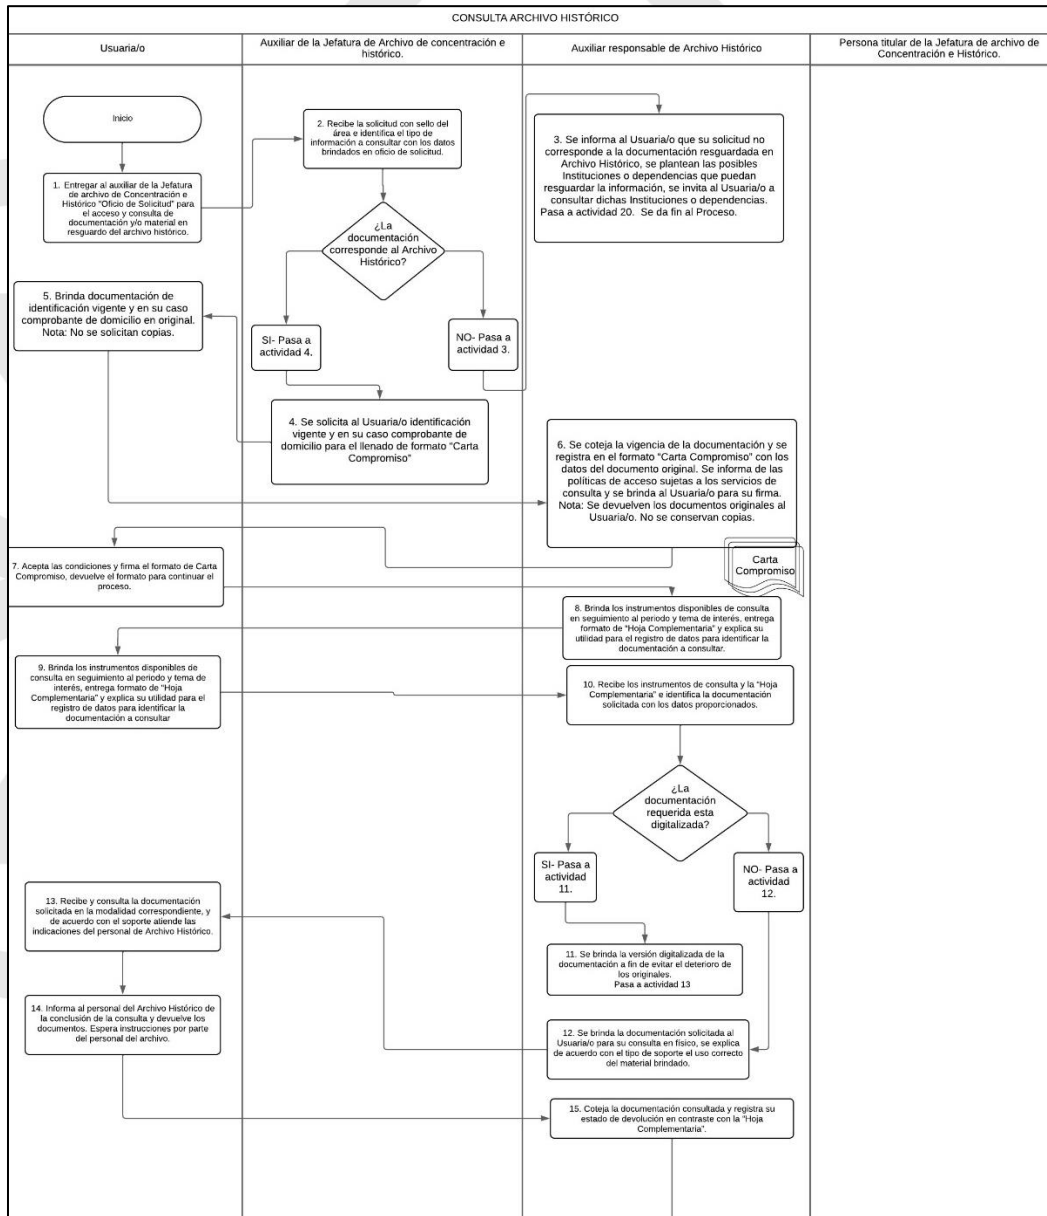 CONSULTA ARCHIVO HISTÓRICO
Usuaria/o
Auxiliar de la Jefatura de Archivo de concentración e
histórico.
Auxiliar responsable de Archivo Histórico
Persona titular de la Jefatura de archivo de
Concentración e Histórico.
Inicio
1. Entregar al auxiliar de la Jefatura
de archivo de Concentración e
Histórico "Oficio de Solicitud" para
el acceso y consulta de
documentación y/o material en
resguardo del archivo histórico.
2. Recibe la solicitud con sello del
área e identifica el tipo de
información a consultar con los datos
brindados en oficio de solicitud.
¿La
documentación
corresponde al Archivo
Histórico?
SI- Pasa a
actividad 4.
NO- Pasa a
actividad 3.
3. Se informa al Usuaria/o que su solicitud no
corresponde a la documentación resguardada en
Archivo Histórico, se plantean las posibles
Instituciones o dependencias que puedan
resguardar la información, se invita al Usuaria/o a
consultar dichas Instituciones o dependencias.
Pasa a actividad 20. Se da fin al Proceso.
4. Se solicita al Usuaria/o identificación
vigente y en su caso comprobante de
domicilio para el llenado de formato "Carta
Compromiso"
5. Brinda documentación de
identificación vigente y en su caso
comprobante de domicilio en original.
Nota: No se solicitan copias.
6. Se coteja la vigencia de la documentación y se
registra en el formato "Carta Compromiso" con los
datos del documento original. Se informa de las
políticas de acceso sujetas a los servicios de
consulta y se brinda al Usuaria/o para su firma.
Nota: Se devuelven los documentos originales al
Usuaria/o. No se conservan copias.
Carta
Compromiso
7. Acepta las condiciones y firma el formato de Carta
Compromiso, devuelve el formato para continuar el
proceso.
8. Brinda los instrumentos disponibles de consulta
en seguimiento al periodo y tema de interés, entrega
formato de "Hoja Complementaria" y explica su
utilidad para el registro de datos para identificar la
documentación a consultar.
9. Brinda los instrumentos disponibles de
consulta en seguimiento al periodo y tema de
interés, entrega formato de "Hoja
Complementaria" y explica su utilidad para el
registro de datos para identificar la
documentación a consultar
10. Recibe los instrumentos de consulta y la "Hoja
Complementaria" e identifica la documentación
solicitada con los datos proporcionados.
¿La
documentación
requerida esta
digitalizada?
SI- Pasa a
actividad
11.
NO- Pasa a
actividad
12.
11. Se brinda la versión digitalizada de la
documentación a fin de evitar el deterioro de
los originales.
Pasa a actividad 13
12. Se brinda la documentación solicitada al
Usuaria/o para su consulta en físico, se explica
de acuerdo con el tipo de soporte el uso correcto
del material brindado.
13. Recibe y consulta la documentación
solicitada en la modalidad correspondiente, y
de acuerdo con el soporte atiende las
indicaciones del personal de Archivo Histórico.
14. Informa al personal del Archivo Histórico de
la conclusión de la consulta y devuelve los
documentos. Espera instrucciones por parte
del personal del archivo.
15. Coteja la documentación consultada y registra su
estado de devolución en contraste con la "Hoja
Complementaria".